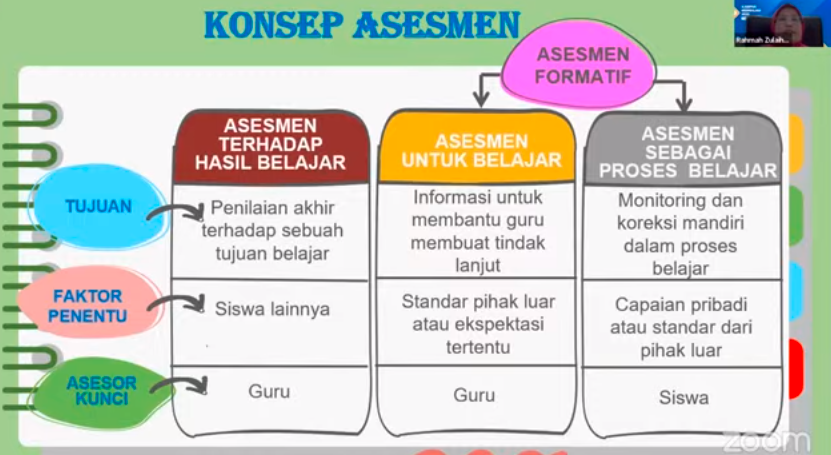 KONSEP ASESMEN
ASESMEN
FORMATIF
Rahmah Zulaih...
ASESMEN
TERHADAP
HASIL BELAJAR
ASESMEN
UNTUK BELAJAR
ASESMEN
SEBAGAI
PROSES BELAJAR
TUJUAN
Penilaian akhir
terhadap sebuah
tujuan belajar
Informasi untuk
membantu guru
membuat tindak
lanjut
Monitoring dan
koreksi mandiri
dalam proses
belajar
FAKTOR
PENENTU
Siswa lainnya
Standar pihak luar
atau ekspektasi
tertentu
Capaian pribadi
atau standar dari
pihak luar
ASESOR
KUNCI
Guru
Guru
Siswa
zoom